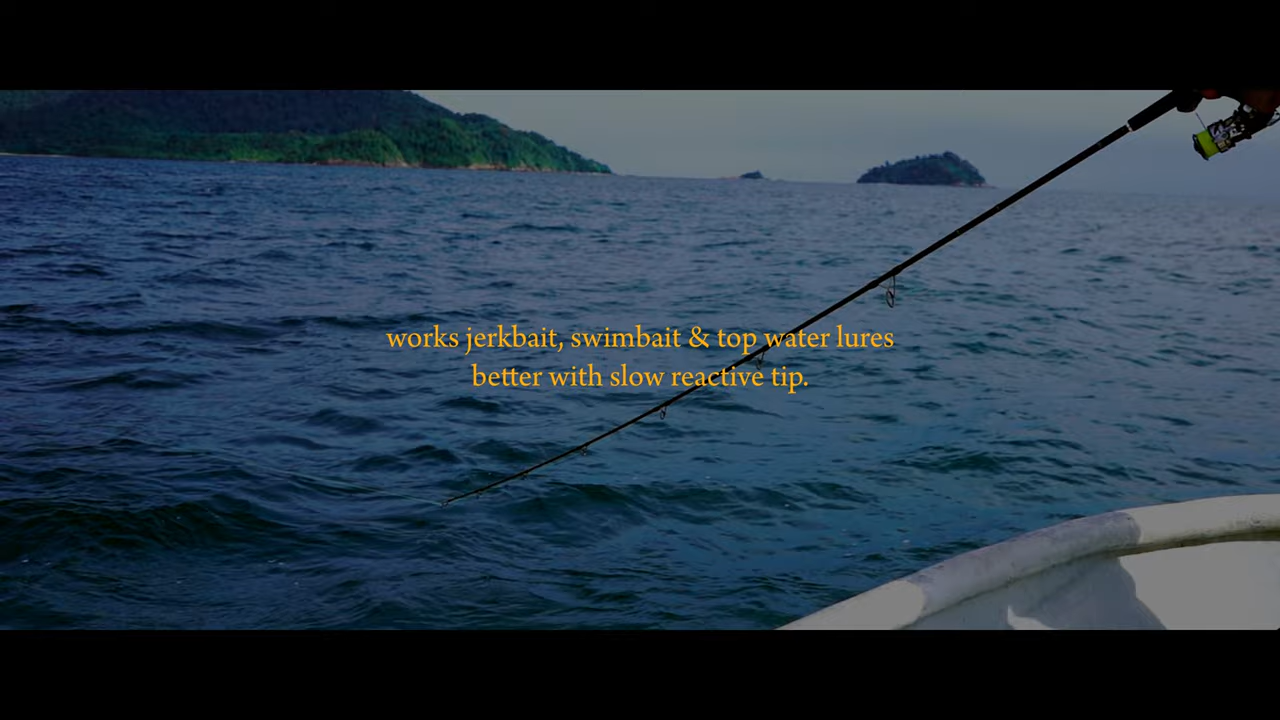 works jerkbait, swimbait & top water lures
better with slow reactive tip.